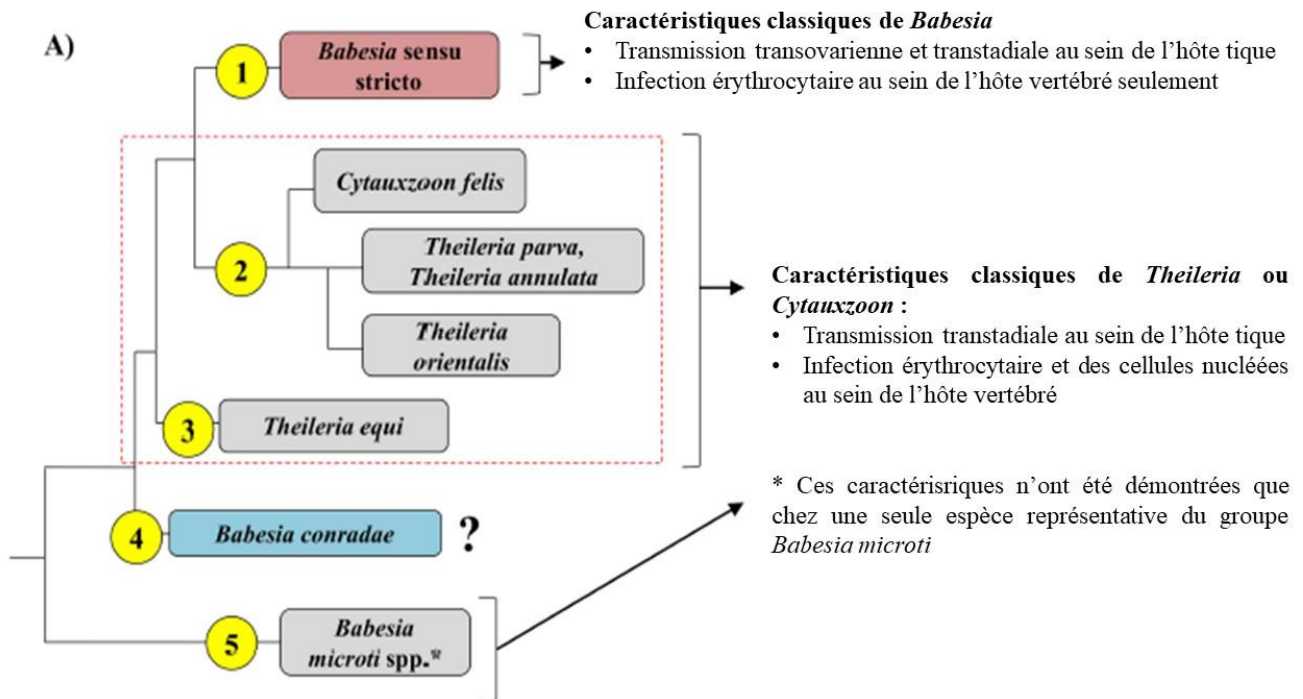 A)
1
Babesia sensu
stricto
Caractéristiques classiques de Babesia
• Transmission transovarienne et transtadiale au sein de l'hôte tique
• Infection érythrocytaire au sein de l'hôte vertébré seulement
2
Cytauxzoon felis
Theileria parva,
Theileria annulata
Theileria
orientalis
3
Theileria equi
Caractéristiques classiques de Theileria ou
Cytauxzoon :
• Transmission transtadiale au sein de l'hôte tique
• Infection érythrocytaire et des cellules nucléées
au sein de l'hôte vertébré
4
Babesia conradae
?
* Ces caractérisriques n'ont été démontrées que
chez une seule espèce représentative du groupe
Babesia microti
5
Babesia
microti spp.*